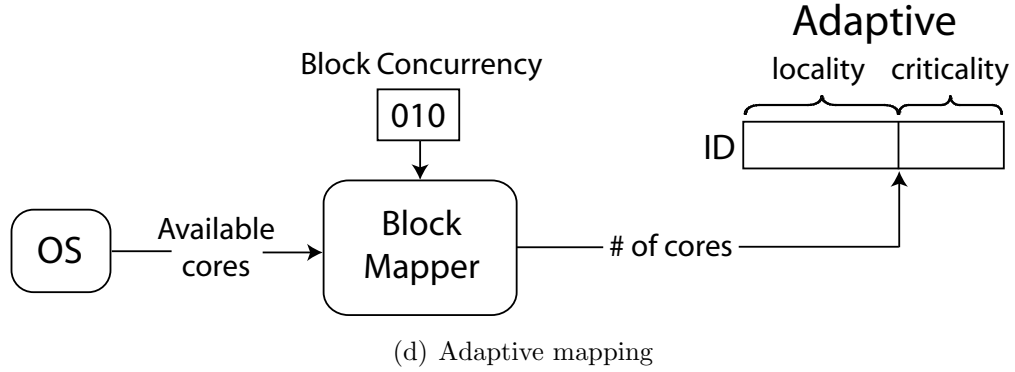 Adaptive
locality criticality
Block Concurrency
010
ID
OS
Available
cores
Block
Mapper
# of cores
(d) Adaptive mapping